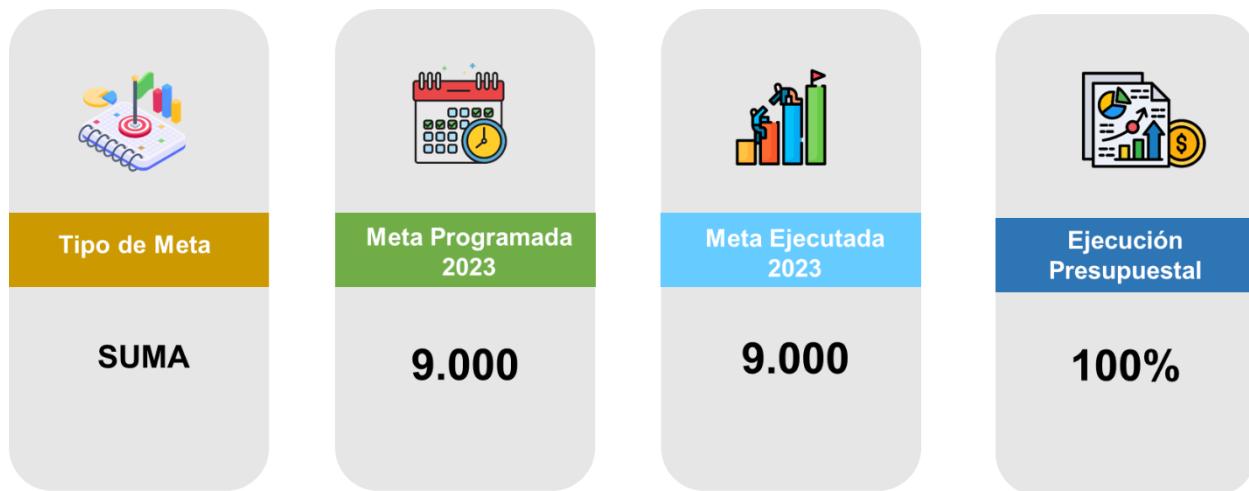 Tipo de Meta
SUMA
Meta Programada
2023
9.000
Meta Ejecutada
2023
9.000
Ejecución
Presupuestal
100%